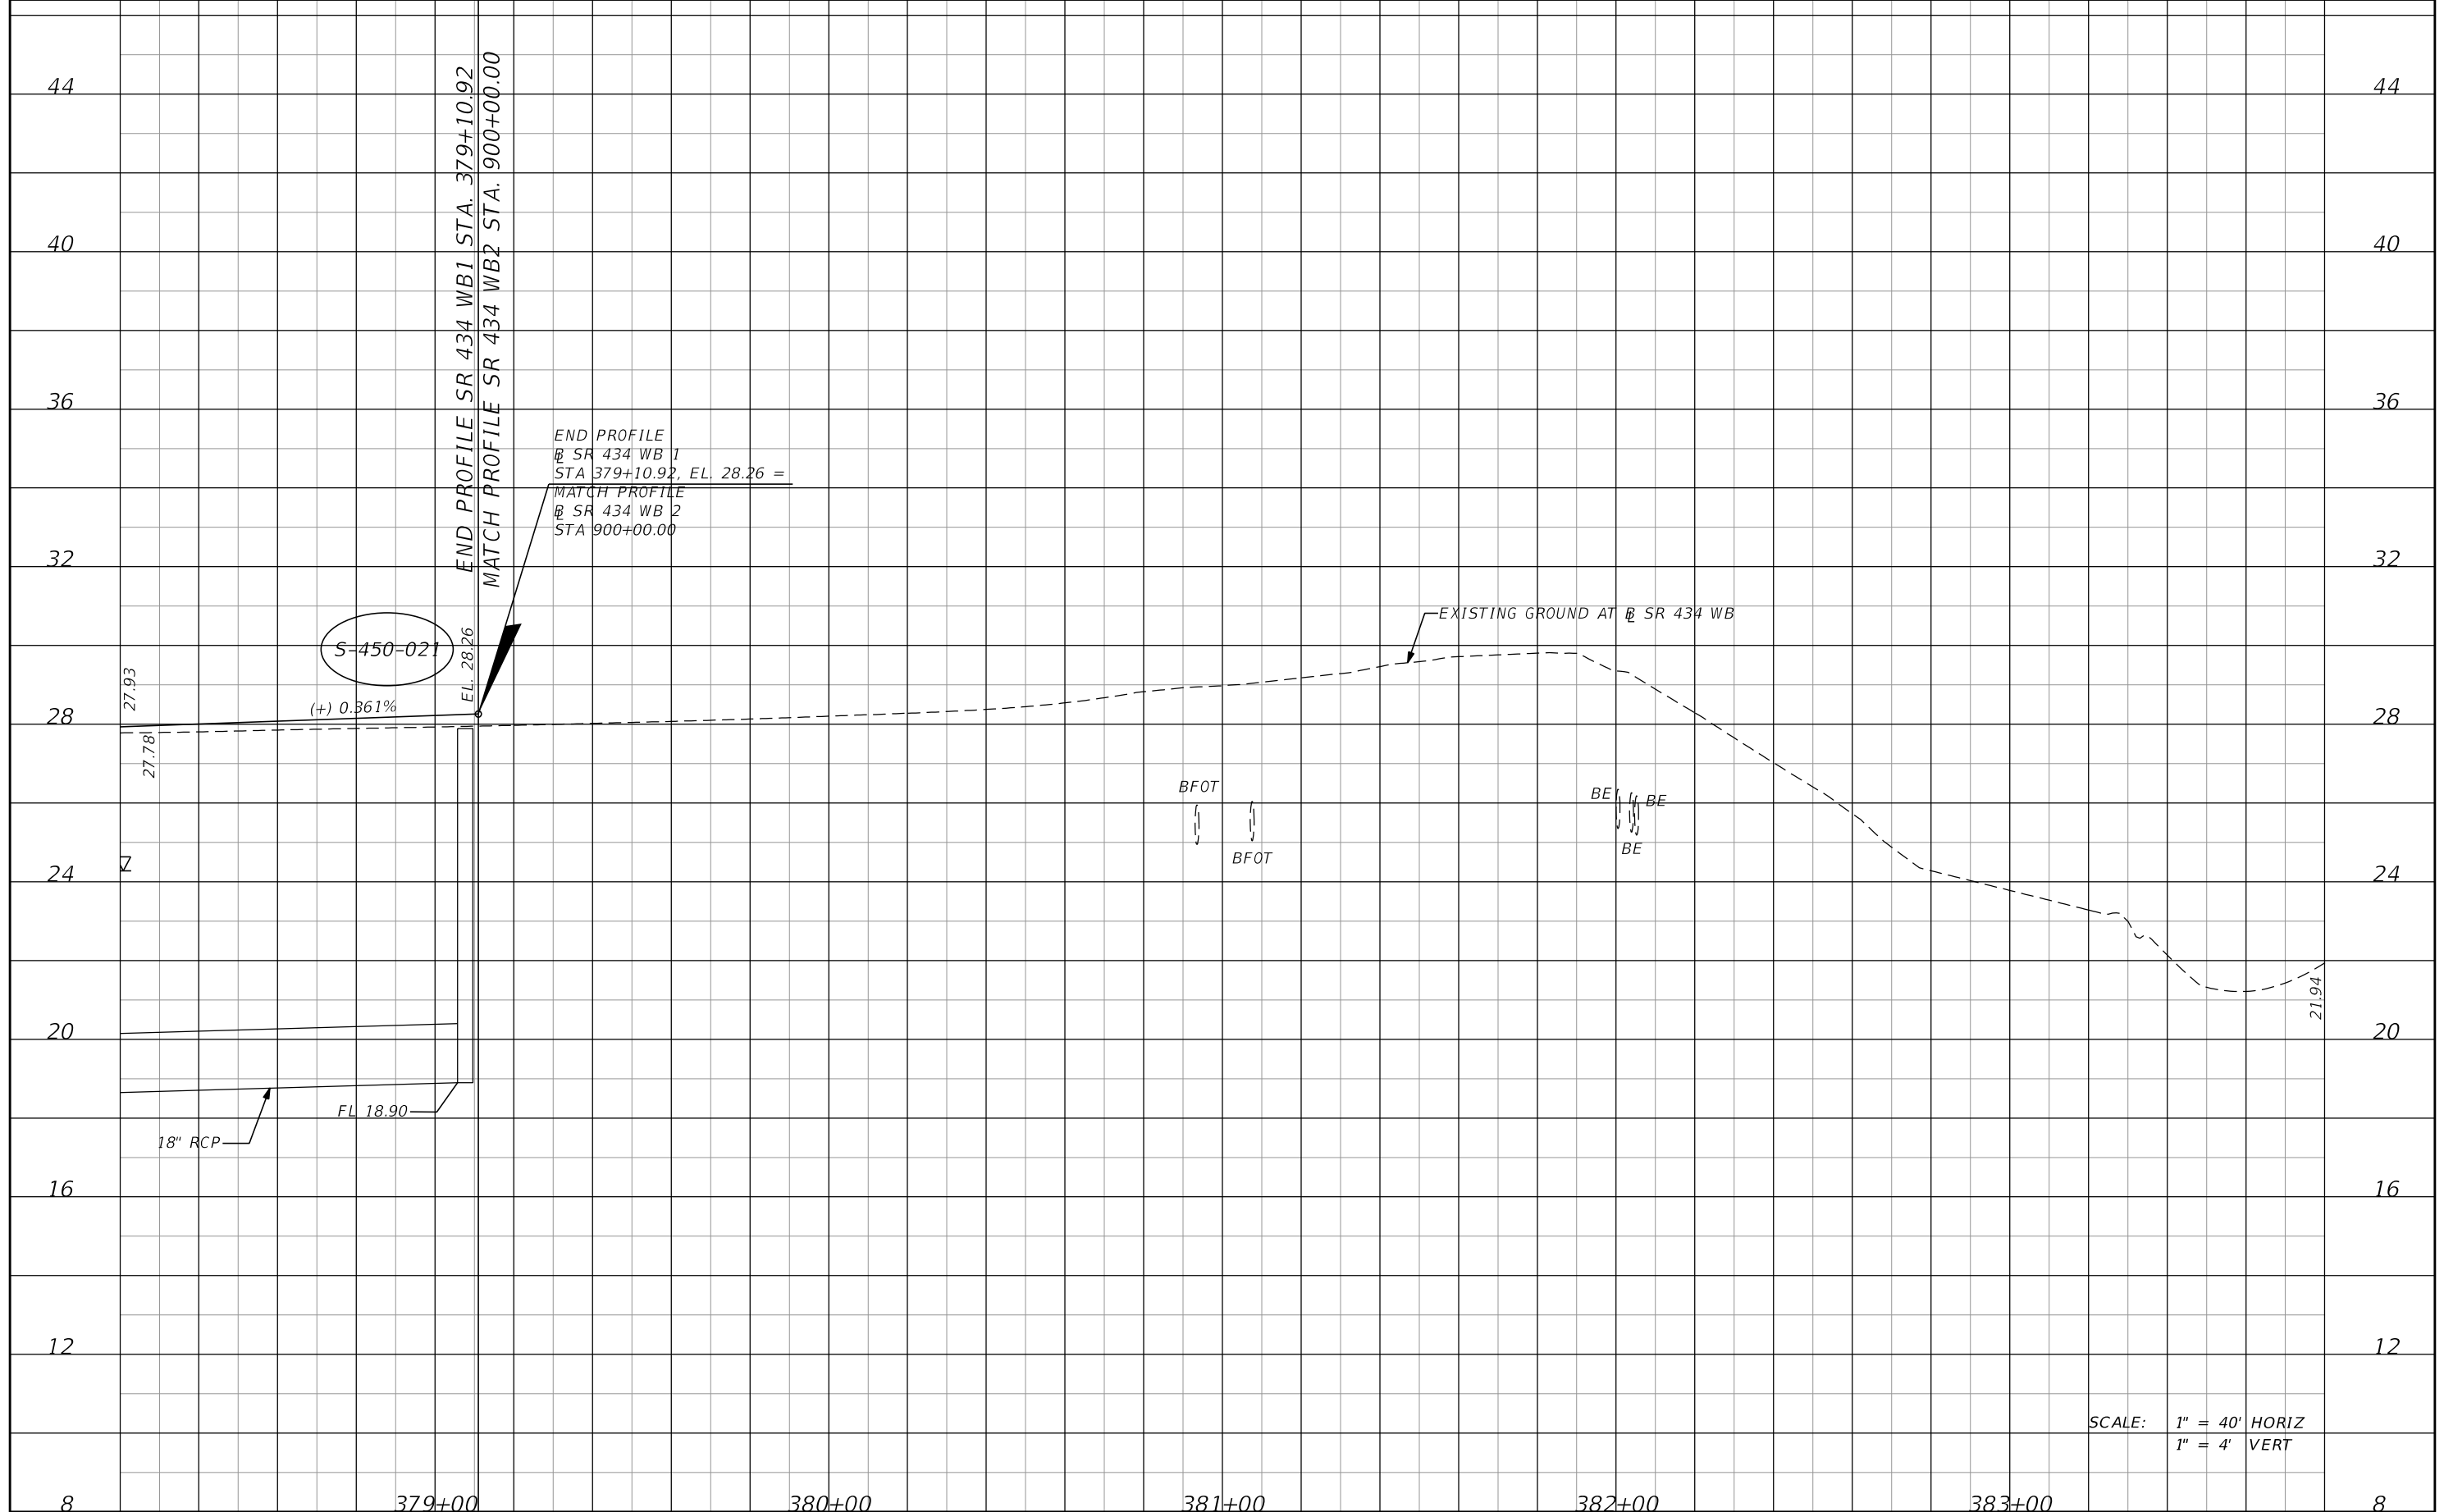 44
44
40
40
36
36
32
32
28
28
24
24
20
20
16
16
12
12
8
8
END PROFILE SR 434 WB1 STA. 379+10.92
MATCH PROFILE SR 434 WB2 STA. 900+00.00
END PROFILE
℄ SR 434 WB 1
STA 379+10.92, EL. 28.26 =
MATCH PROFILE
℄ SR 434 WB 2
STA 900+00.00
S-450-021
EL. 28.26
27.93
(+) 0.361%
27.78
EXISTING GROUND AT ℄ SR 434 WB
BFOT
BFOT
BE
BE
BE
21.94
FL 18.90
18" RCP
SCALE: 1" = 40' HORIZ
1" = 4' VERT
379+00
380+00
381+00
382+00
383+00